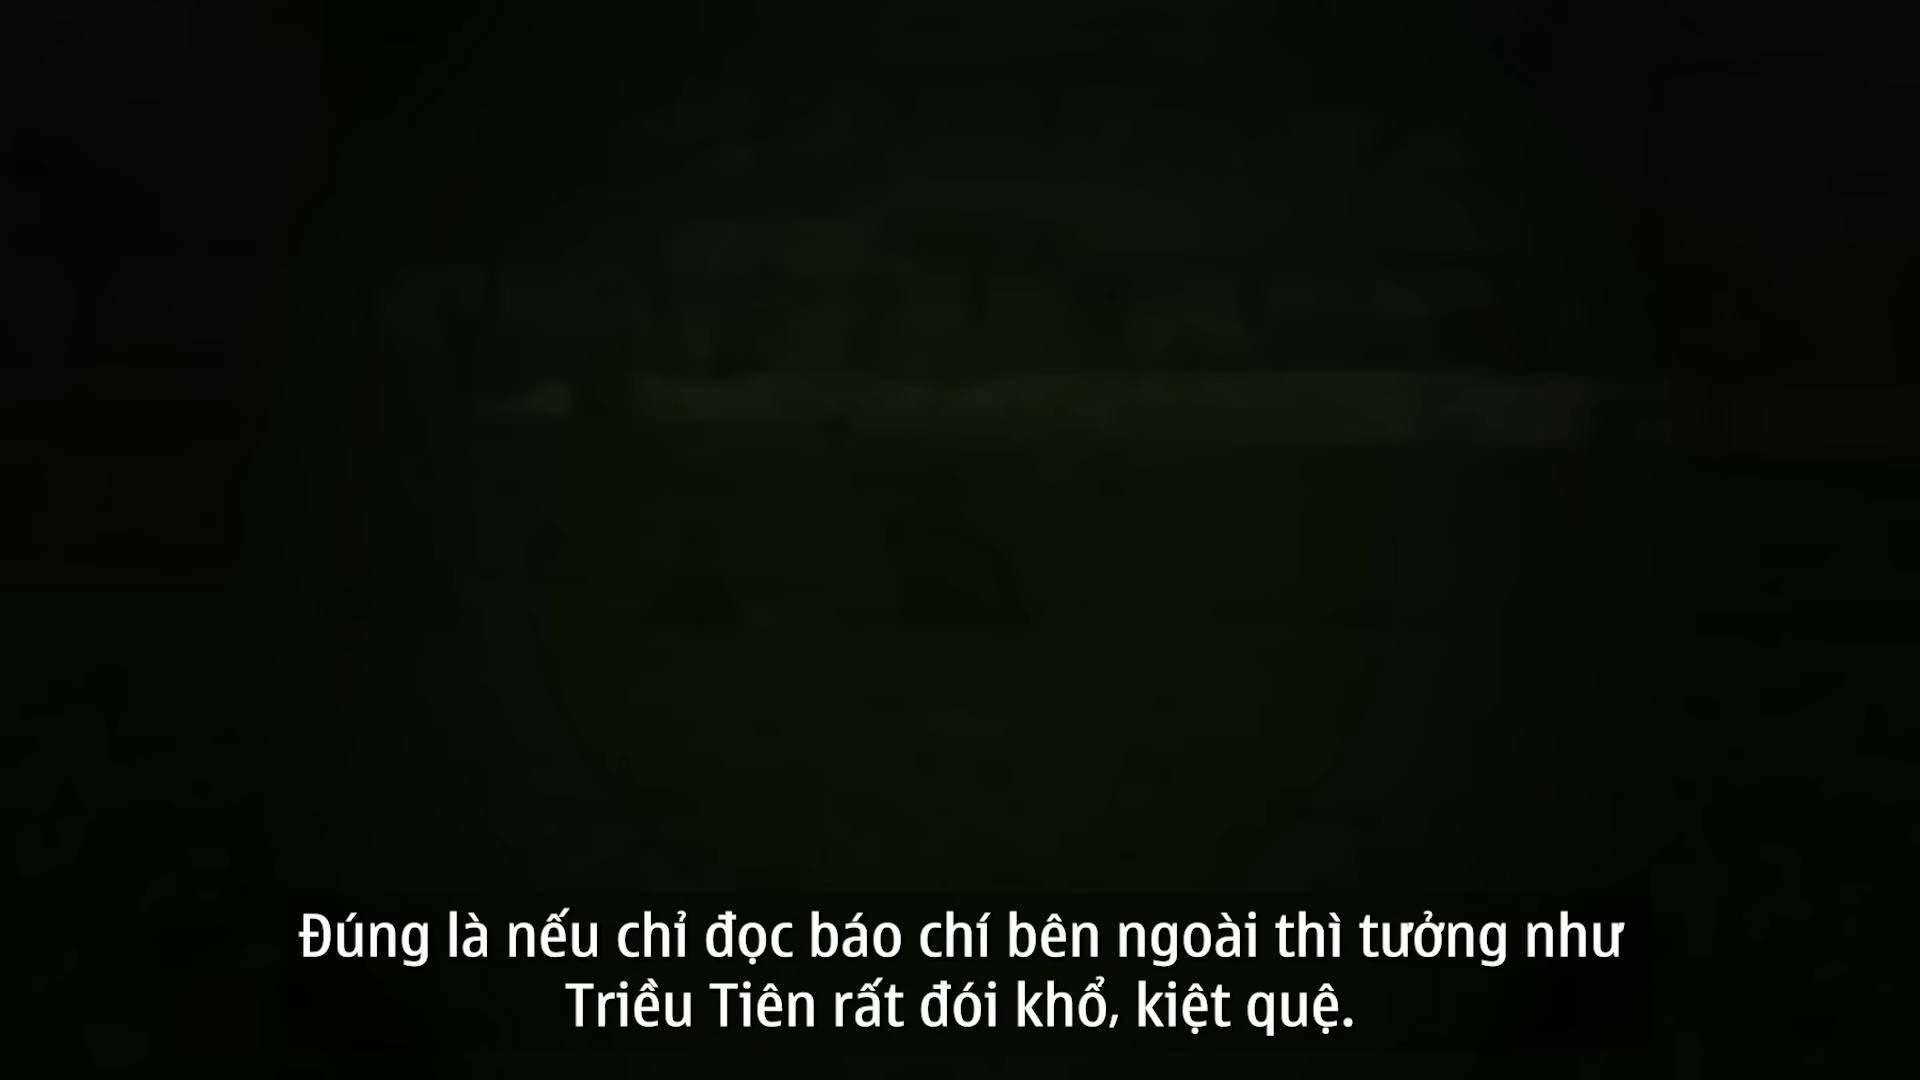 Đúng là nếu chỉ đọc báo chí bên ngoài thì tưởng như
Triều Tiên rất đói khổ, kiệt quệ.